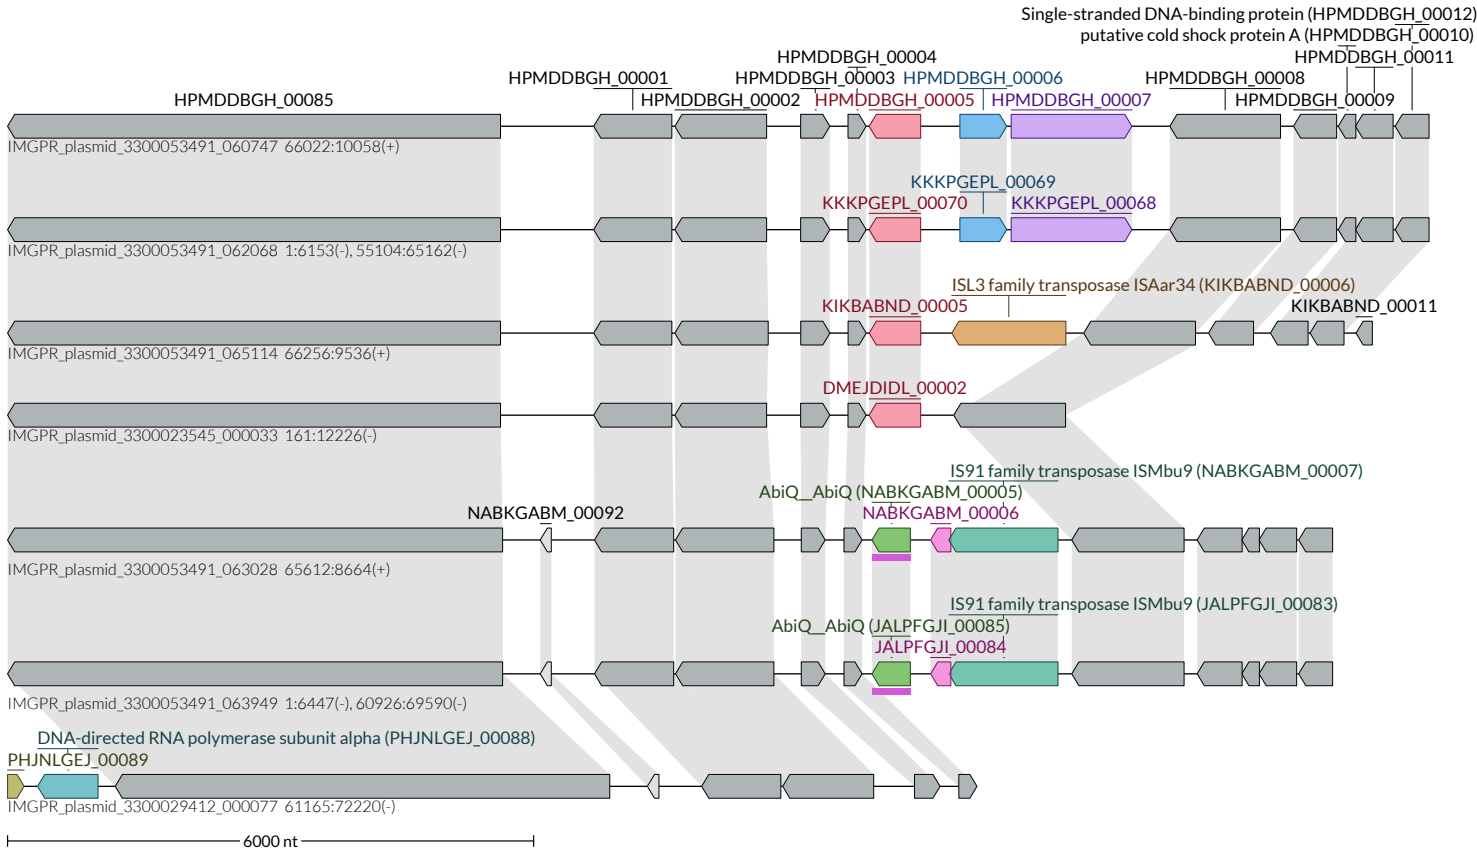 Single-stranded DNA-binding protein (HPMDDBGH_00012)
putative cold shock protein A (HPMDDBGH_00010)
HPMDDBGH_00004 HPMDDBGH_00011
HPMDDBGH_00001 HPMDDBGH_00003 HPMDDBGH_00006 HPMDDBGH_00008
HPMDDBGH_00085 HPMDDBGH_00002 HPMDDBGH_00005 HPMDDBGH_00007 HPMDDBGH_00009
IMGPR_plasmid_3300053491_060747 66022:10058(+)
KKKPGEPL_00069
KKKPGEPL_00070 KKKPGEPL_00068
IMGPR_plasmid_3300053491_062068 1:6153(-), 55104:65162(-)
ISL3 family transposase ISAar34 (KIKBABND_00006)
KIKBABND_00005 KIKBABND_00011
IMGPR_plasmid_3300053491_065114 66256:9536(+)
DMEJDIDL_00002
IMGPR_plasmid_3300023545_000033 161:12226(-)
IS91 family transposase ISMbu9 (NABKGABM_00007)
AbiQ__AbiQ (NABKGABM_00005)
NABKGABM_00092 NABKGABM_00006
IMGPR_plasmid_3300053491_063028 65612:8664(+)
IS91 family transposase ISMbu9 (JALPFGJI_00083)
AbiQ__AbiQ (JALPFGJI_00085)
JALPFGJI_00084
IMGPR_plasmid_3300053491_063949 1:6447(-), 60926:69590(-)
DNA-directed RNA polymerase subunit alpha (PHJNLGEJ_00088)
PHJNLGEJ_00089
IMGPR_plasmid_3300029412_000077 61165:72220(-)
6000 nt